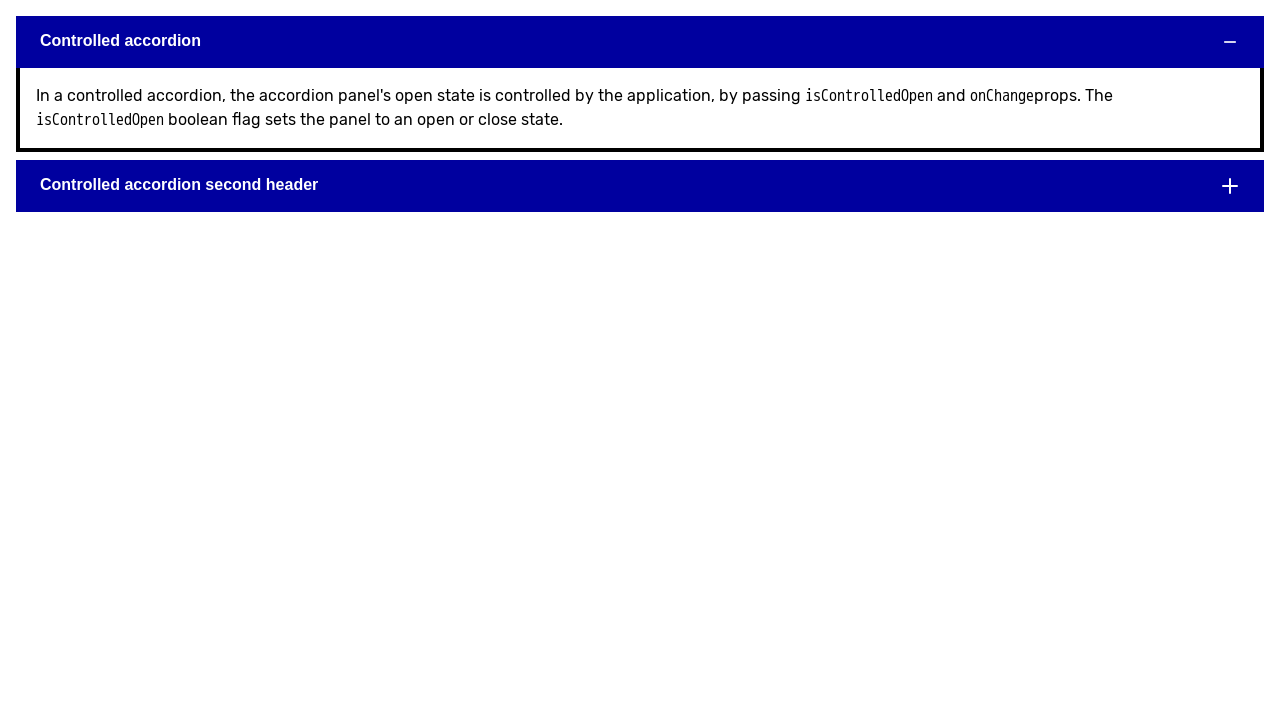 Controlled accordion
In a controlled accordion, the accordion panel's open state is controlled by the application, by passing isControlledOpen and onChangeprops. The
isControlledOpen boolean flag sets the panel to an open or close state.
Controlled accordion second header